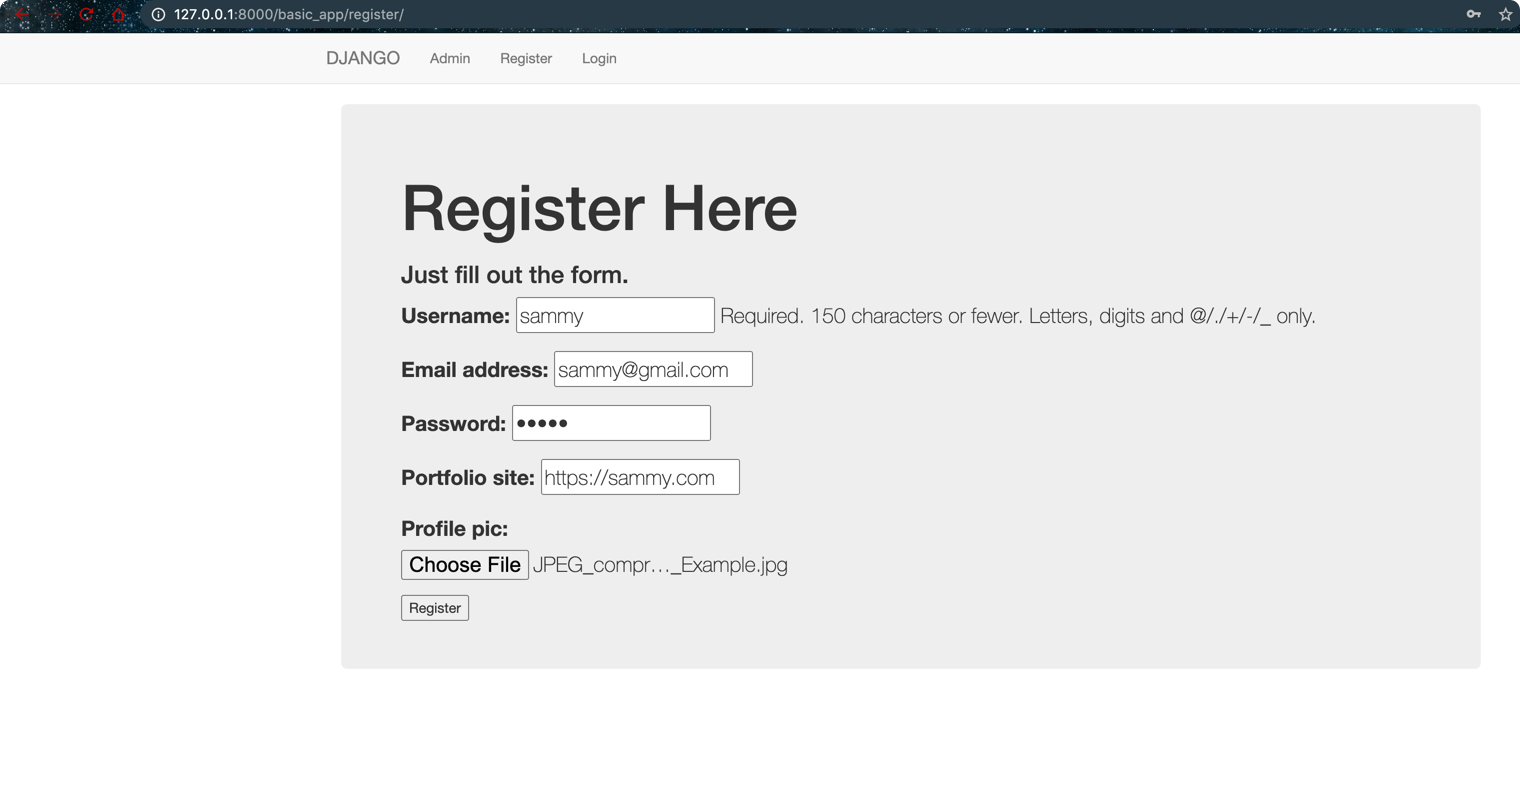 127.0.0.1:8000/basic_app/register/
DJANGO Admin Register Login
Register Here
Just fill out the form.
Username: sammy Required. 150 characters or fewer. Letters, digits and @/./+/-/_ only.
Email address: sammy@gmail.com
Password: •••••
Portfolio site: https://sammy.com
Profile pic:
Choose File JPEG_compr…_Example.jpg
Register